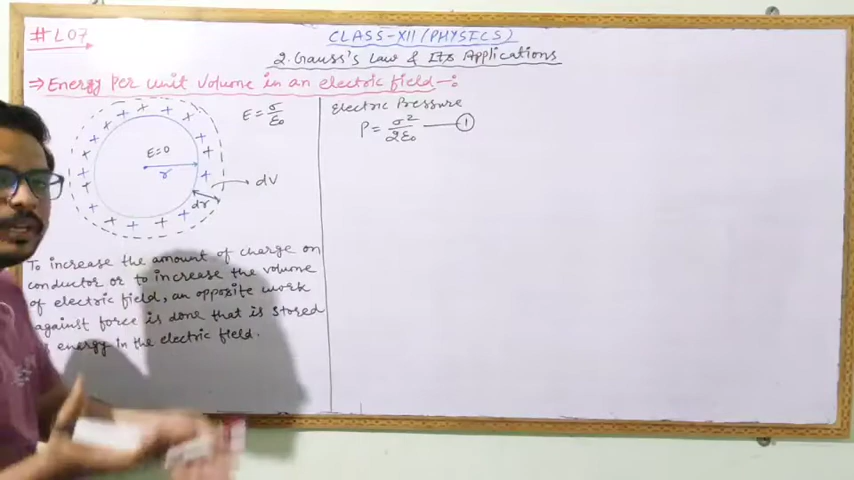 #L07
CLASS-XII (PHYSICS)
2. Gauss's Law & Its Applications
⇒ Energy per unit volume in an electric field-:
E = σ/ε₀
E=0
r
dr
dV
To increase the amount of charge on
conductor or to increase the volume
of electric field, an opposite work
against force is done that is stored
energy in the electric field.
Electric Pressure
P = σ²/2ε₀ — ①